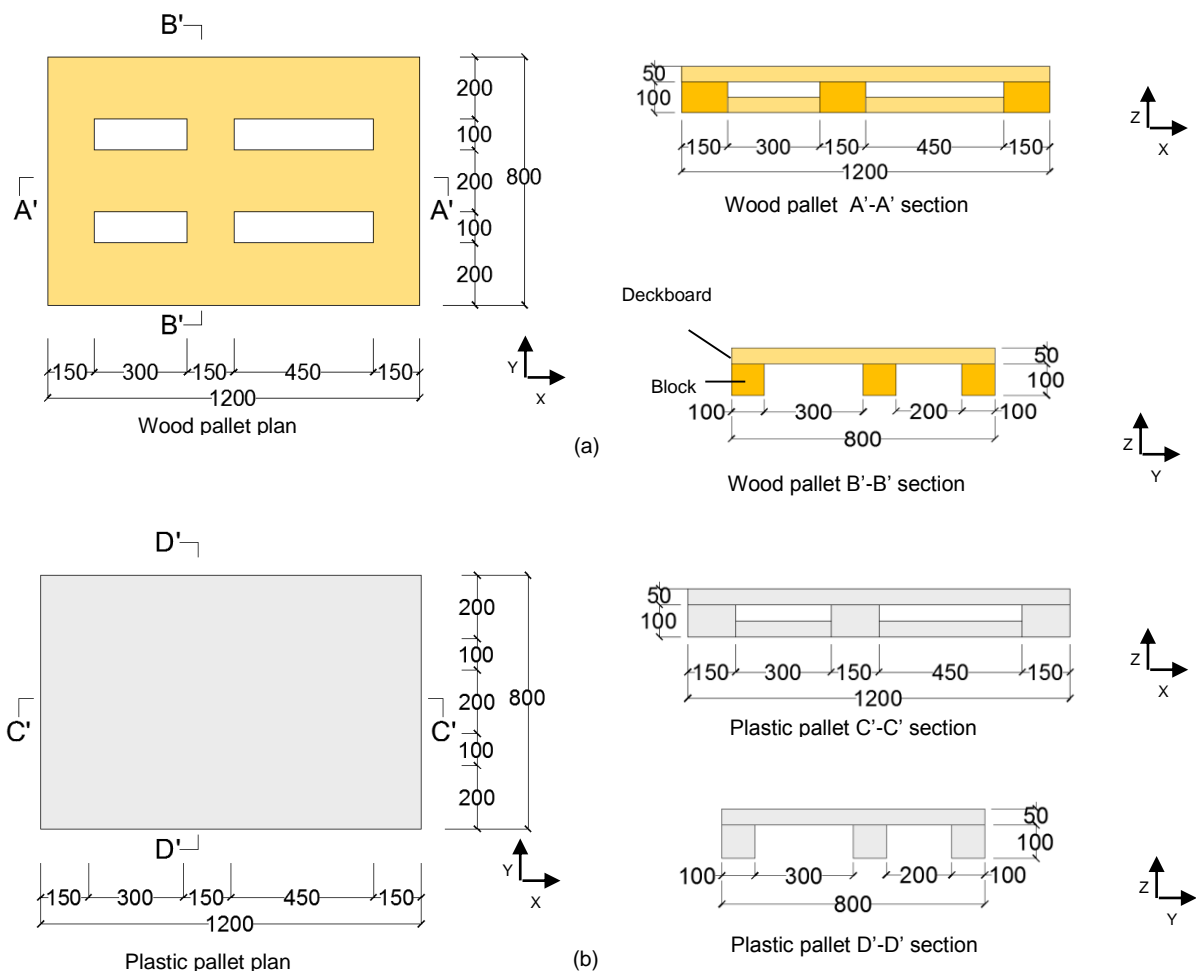 B'
A'
A'
B'
200
100
200
100
200
800
150
300
150
450
150
1200
Y
X
Wood pallet plan
50
100
150
300
150
450
150
1200
Z
X
Wood pallet A’-A’ section
Deckboard
Block
50
100
100
300
200
100
800
Z
Y
Wood pallet B’-B’ section
(a)
D'
C'
C'
D'
200
100
200
100
200
800
150
300
150
450
150
1200
Y
X
Plastic pallet plan
50
100
150
300
150
450
150
1200
Z
X
Plastic pallet C’-C’ section
50
100
100
300
200
100
800
Z
Y
Plastic pallet D’-D’ section
(b)